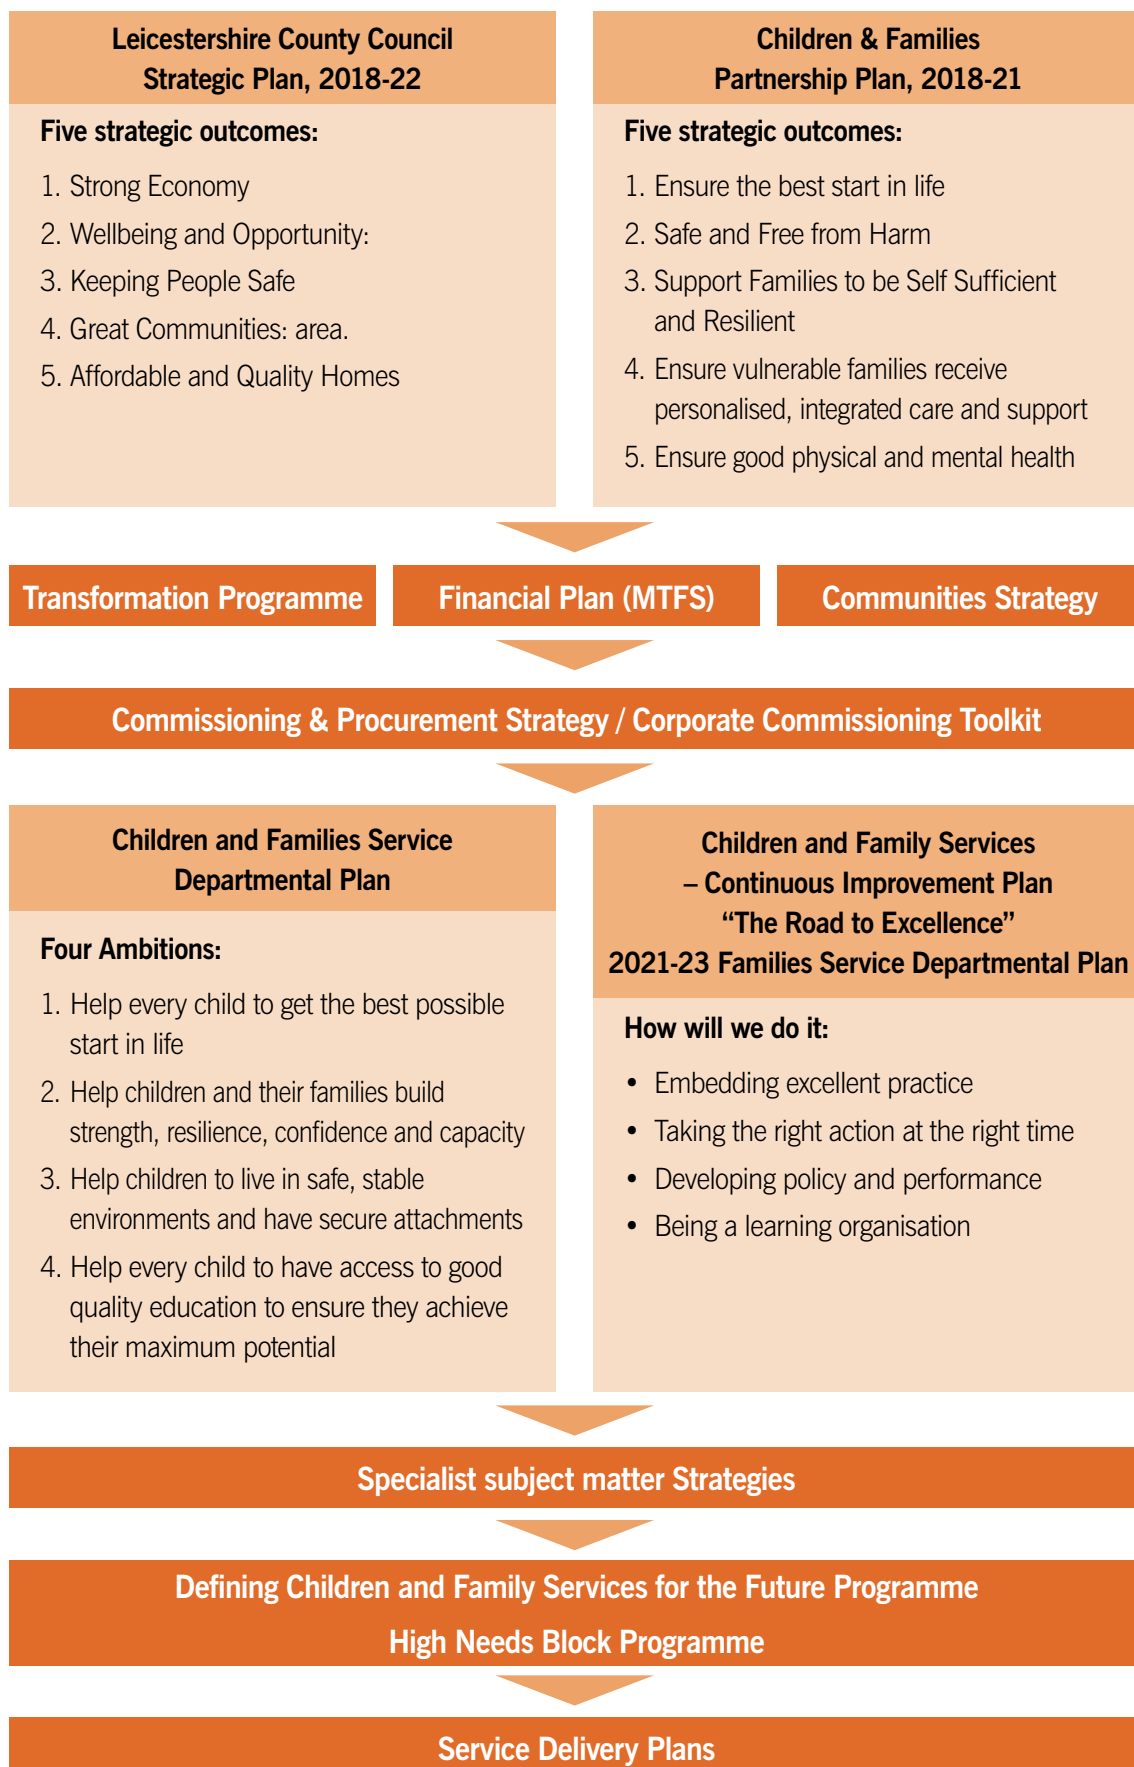 Leicestershire County Council
Strategic Plan, 2018-22
Five strategic outcomes:
1. Strong Economy
2. Wellbeing and Opportunity:
3. Keeping People Safe
4. Great Communities: area.
5. Affordable and Quality Homes
Children & Families
Partnership Plan, 2018-21
Five strategic outcomes:
1. Ensure the best start in life
2. Safe and Free from Harm
3. Support Families to be Self Sufficient
and Resilient
4. Ensure vulnerable families receive
personalised, integrated care and support
5. Ensure good physical and mental health
Transformation Programme
Financial Plan (MTFS)
Communities Strategy
Commissioning & Procurement Strategy / Corporate Commissioning Toolkit
Children and Families Service
Departmental Plan
Four Ambitions:
1. Help every child to get the best possible
start in life
2. Help children and their families build
strength, resilience, confidence and capacity
3. Help children to live in safe, stable
environments and have secure attachments
4. Help every child to have access to good
quality education to ensure they achieve
their maximum potential
Children and Family Services
– Continuous Improvement Plan
“The Road to Excellence”
2021-23 Families Service Departmental Plan
How will we do it:
• Embedding excellent practice
• Taking the right action at the right time
• Developing policy and performance
• Being a learning organisation
Specialist subject matter Strategies
Defining Children and Family Services for the Future Programme
High Needs Block Programme
Service Delivery Plans